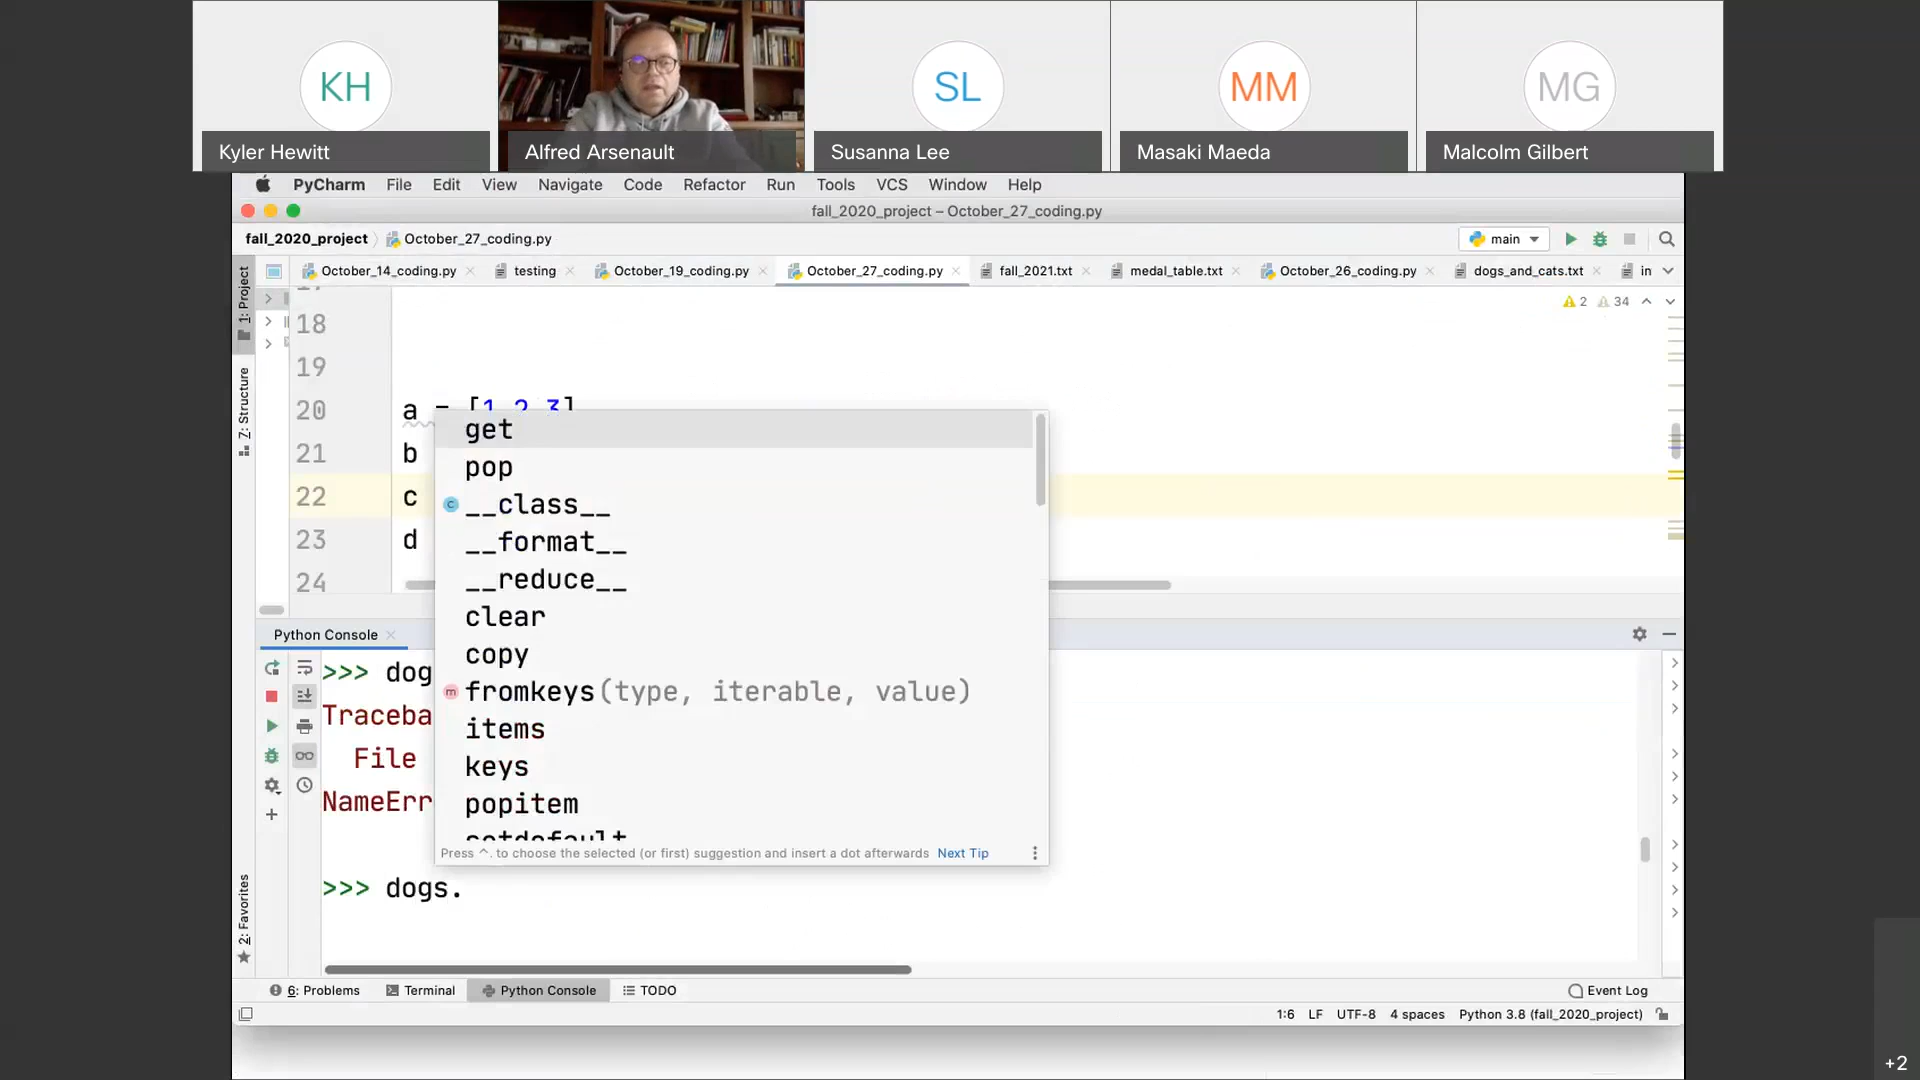 KH
SL
MM
MG
Kyler Hewitt
Alfred Arsenault
Susanna Lee
Masaki Maeda
Malcolm Gilbert
PyCharm File Edit View Navigate Code Refactor Run Tools VCS Window Help
fall_2020_project – October_27_coding.py
fall_2020_project October_27_coding.py main
October_14_coding.py testing October_19_coding.py October_27_coding.py fall_2021.txt medal_table.txt October_26_coding.py dogs_and_cats.txt in
1: Project
Z: Structure
2: Favorites
2 34
18
19
20 a = [1,2,3]
21 b
22 c
23 d
24
get
pop
__class__
__format__
__reduce__
clear
copy
fromkeys(type, iterable, value)
items
keys
popitem
setdefault
Press ^. to choose the selected (or first) suggestion and insert a dot afterwards Next Tip
Python Console
>>> dog
Traceba
File
NameErr
>>> dogs.
6: Problems Terminal Python Console TODO Event Log
1:6 LF UTF-8 4 spaces Python 3.8 (fall_2020_project)
+2